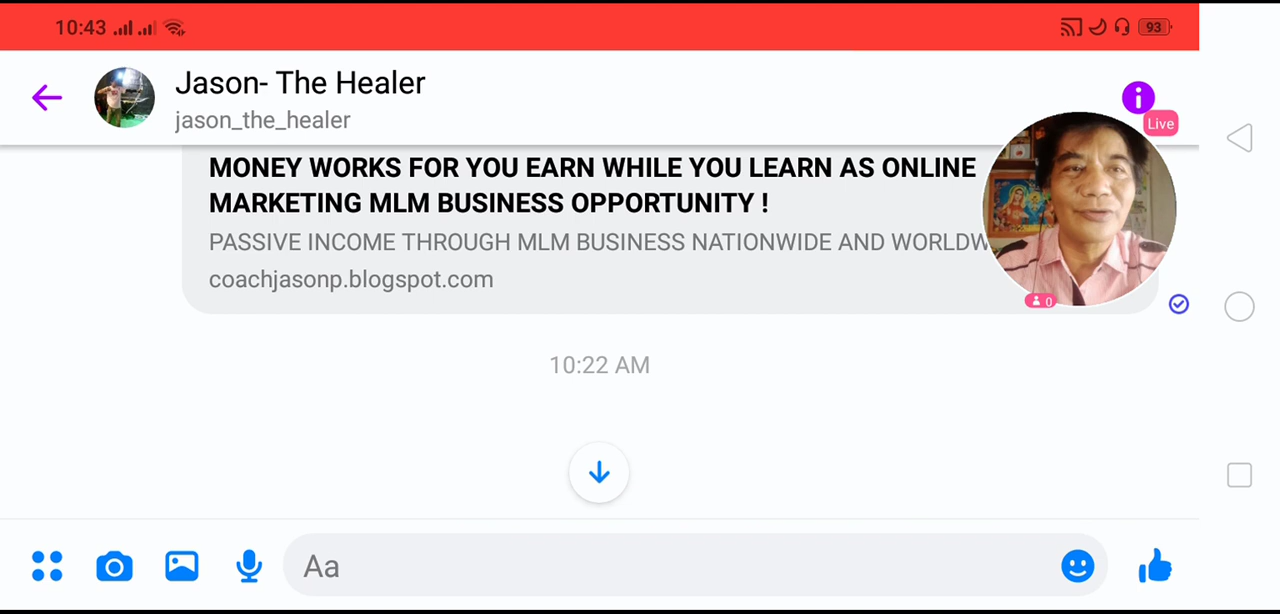 10:43
93
Jason- The Healer
jason_the_healer
Live
MONEY WORKS FOR YOU EARN WHILE YOU LEARN AS ONLINE
MARKETING MLM BUSINESS OPPORTUNITY !
PASSIVE INCOME THROUGH MLM BUSINESS NATIONWIDE AND WORLDW
coachjasonp.blogspot.com
0
10:22 AM
Aa